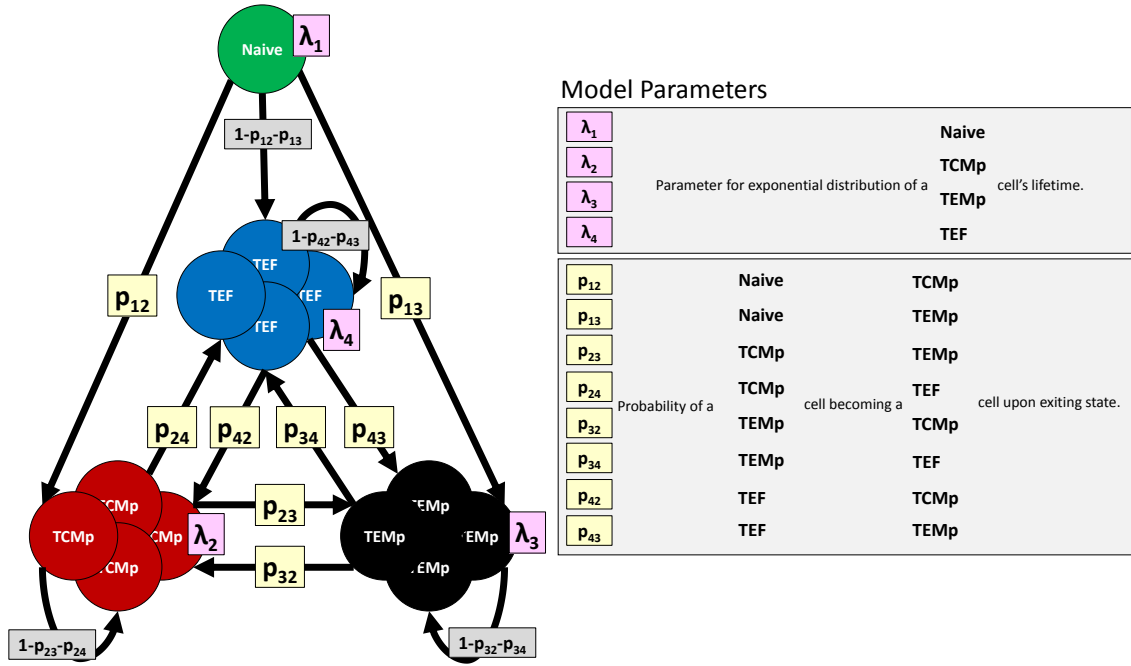 Naive
λ1
1-p12-p13
1-p42-p43
TEF
TEF
TEF
TEF
λ4
p12
p13
p24
p42
p34
p43
TCMp
TCMp
TCMp
TCMp
λ2
p23
p32
TEMp
TEMp
TEMp
TEMp
λ3
1-p23-p24
1-p32-p34
Model Parameters
λ1 Naive
λ2 TCMp
Parameter for exponential distribution of a cell's lifetime.
λ3 TEMp
λ4 TEF
p12 Naive TCMp
p13 Naive TEMp
p23 TCMp TEMp
p24 TCMp TEF
Probability of a cell becoming a cell upon exiting state.
p32 TEMp TCMp
p34 TEMp TEF
p42 TEF TCMp
p43 TEF TEMp